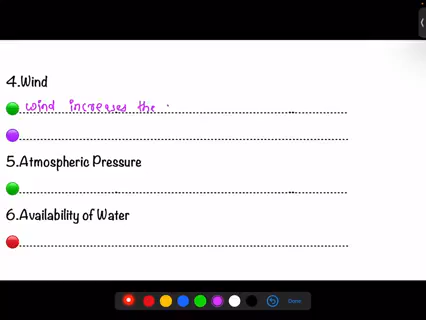 4.Wind
wind increases the
5.Atmospheric Pressure
6.Availability of Water
Done